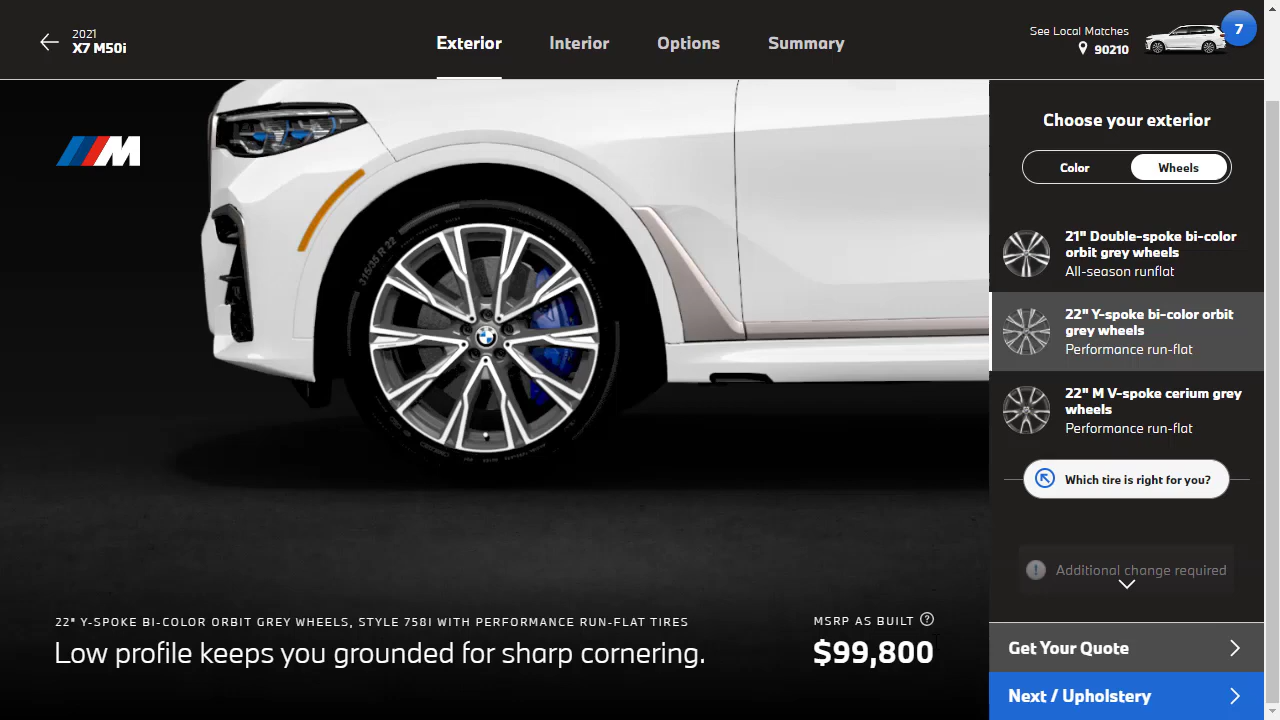 2021
X7 M50i
Exterior
Interior
Options
Summary
See Local Matches
90210
7
M
315/35 R 22
Choose your exterior
Color
Wheels
21" Double-spoke bi-color
orbit grey wheels
All-season runflat
22" Y-spoke bi-color orbit
grey wheels
Performance run-flat
22" M V-spoke cerium grey
wheels
Performance run-flat
Which tire is right for you?
Additional change required
22" Y-SPOKE BI-COLOR ORBIT GREY WHEELS, STYLE 758I WITH PERFORMANCE RUN-FLAT TIRES
Low profile keeps you grounded for sharp cornering.
MSRP AS BUILT ?
$99,800
Get Your Quote
Next / Upholstery